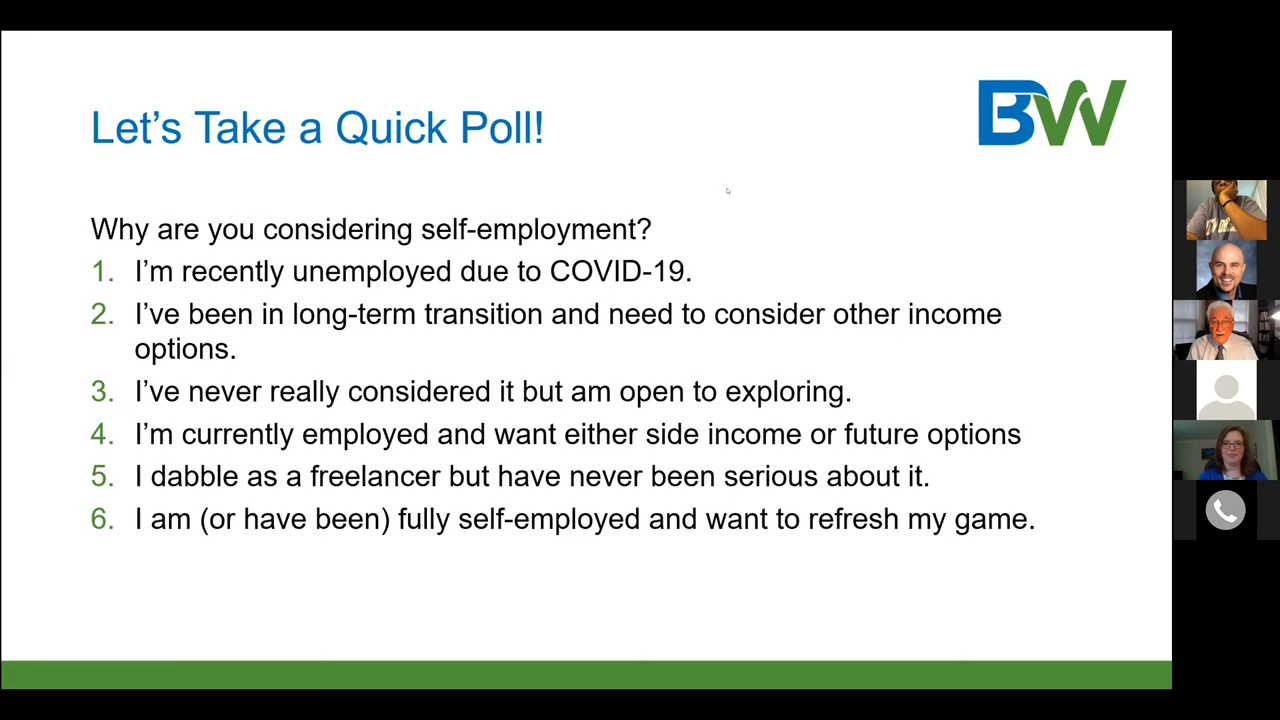 Let's Take a Quick Poll!
BW
Why are you considering self-employment?
1. I'm recently unemployed due to COVID-19.
2. I've been in long-term transition and need to consider other income
options.
3. I've never really considered it but am open to exploring.
4. I'm currently employed and want either side income or future options
5. I dabble as a freelancer but have never been serious about it.
6. I am (or have been) fully self-employed and want to refresh my game.